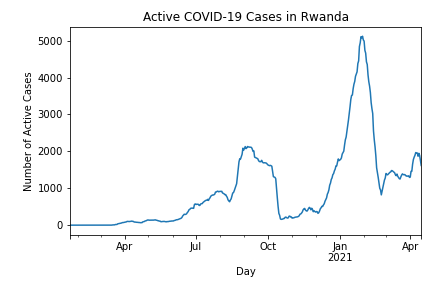 Active COVID-19 Cases in Rwanda
Number of Active Cases
5000
4000
3000
2000
1000
0
Apr
Jul
Oct
Jan
2021
Apr
Day